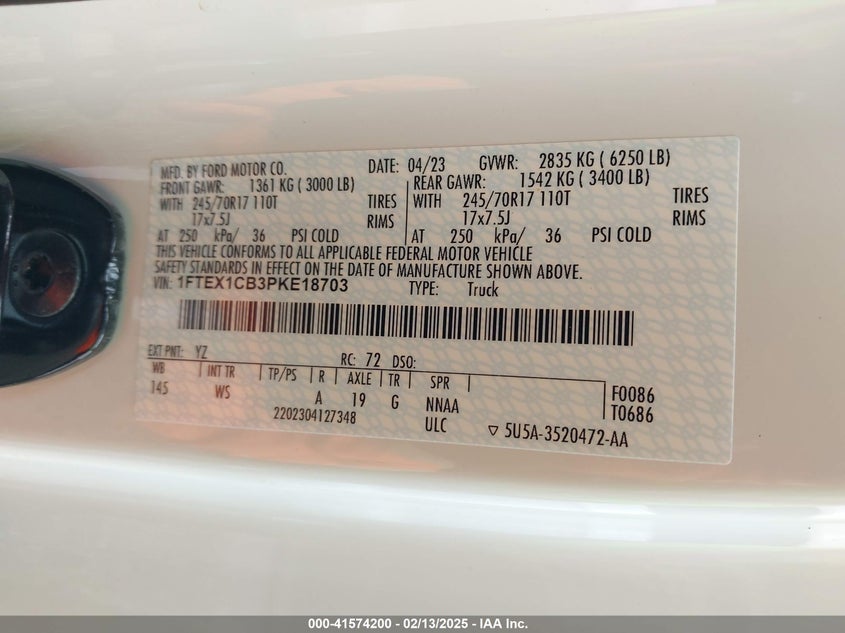 MFD. BY FORD MOTOR CO. DATE: 04/23 GVWR: 2835 KG ( 6250 LB)
FRONT GAWR: 1361 KG ( 3000 LB) REAR GAWR: 1542 KG ( 3400 LB)
WITH 245/70R17 110T TIRES WITH 245/70R17 110T TIRES
17x7.5J RIMS 17x7.5J RIMS
AT 250 kPa/ 36 PSI COLD AT 250 kPa/ 36 PSI COLD
THIS VEHICLE CONFORMS TO ALL APPLICABLE FEDERAL MOTOR VEHICLE
SAFETY STANDARDS IN EFFECT ON THE DATE OF MANUFACTURE SHOWN ABOVE.
VIN: 1FTEX1CB3PKE18703 TYPE: Truck
EXT PNT: YZ RC: 72 DSO:
WB INT TR TP/PS R AXLE TR SPR
145 WS A 19 G NNAA F0086
2202304127348 ULC T0686
▽ 5U5A-3520472-AA
000-41574200 - 02/13/2025 - IAA Inc.